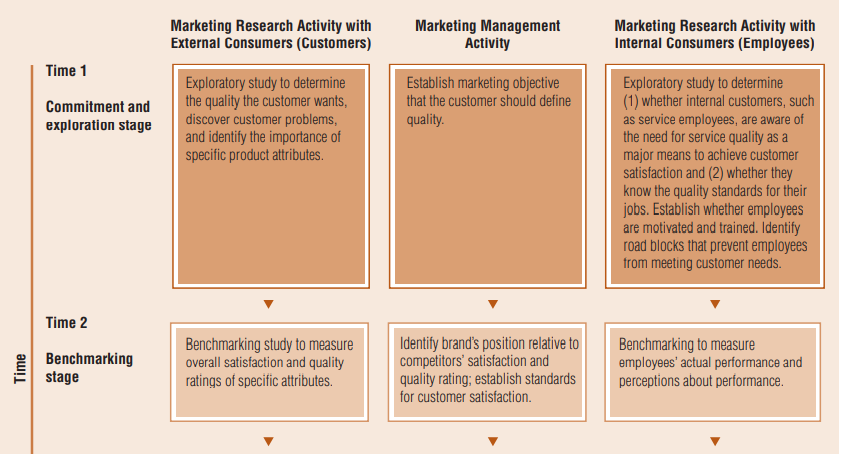 Marketing Research Activity with
External Consumers (Customers)
Marketing Management
Activity
Marketing Research Activity with
Internal Consumers (Employees)
Time 1
Commitment and
exploration stage
Exploratory study to determine
the quality the customer wants,
discover customer problems,
and identify the importance of
specific product attributes.
Establish marketing objective
that the customer should define
quality.
Exploratory study to determine
(1) whether internal customers, such
as service employees, are aware of
the need for service quality as a
major means to achieve customer
satisfaction and (2) whether they
know the quality standards for their
jobs. Establish whether employees
are motivated and trained. Identify
road blocks that prevent employees
from meeting customer needs.
Time 2
Benchmarking
stage
Benchmarking study to measure
overall satisfaction and quality
ratings of specific attributes.
Identify brand's position relative to
competitors' satisfaction and
quality rating; establish standards
for customer satisfaction.
Benchmarking to measure
employees' actual performance and
perceptions about performance.
Time